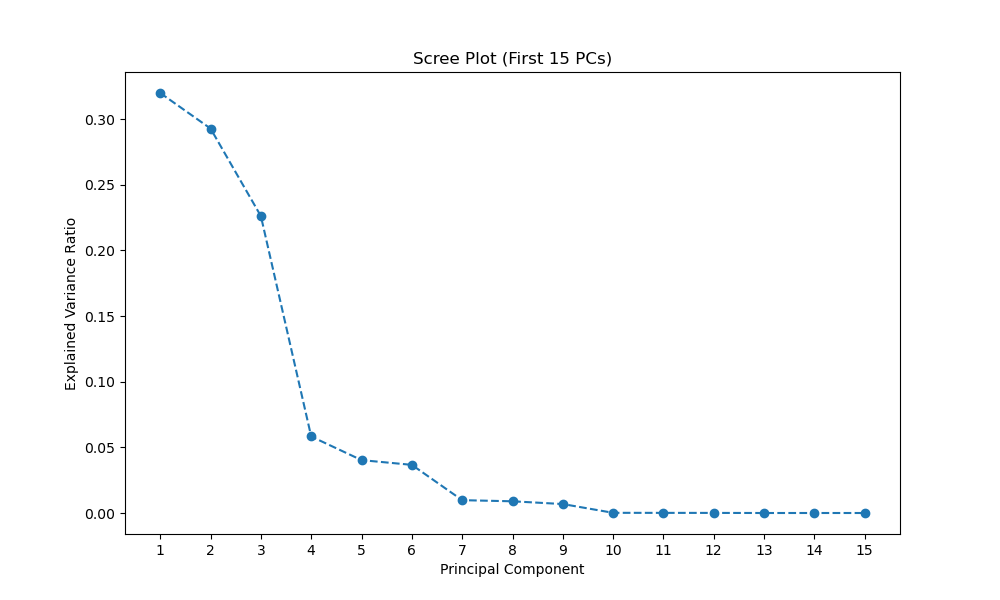 Scree Plot (First 15 PCs)
Explained Variance Ratio
0.30
0.25
0.20
0.15
0.10
0.05
0.00
1 2 3 4 5 6 7 8 9 10 11 12 13 14 15
Principal Component